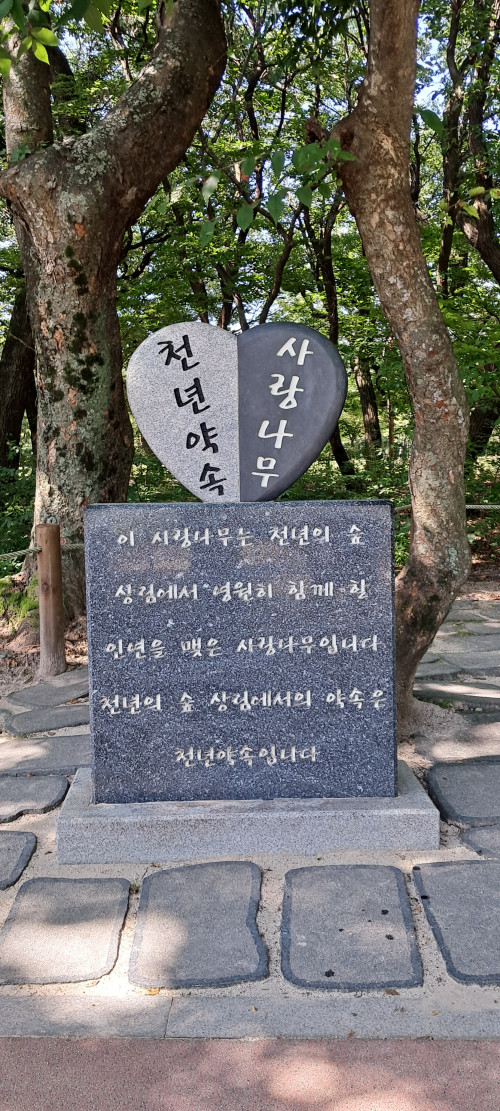 천년약속
사랑나무
이 사랑나무는 천년의 숲
상림에서 영원히 함께 할
인연을 맺은 사랑나무입니다
천년의 숲 상림에서의 약속은
천년약속입니다